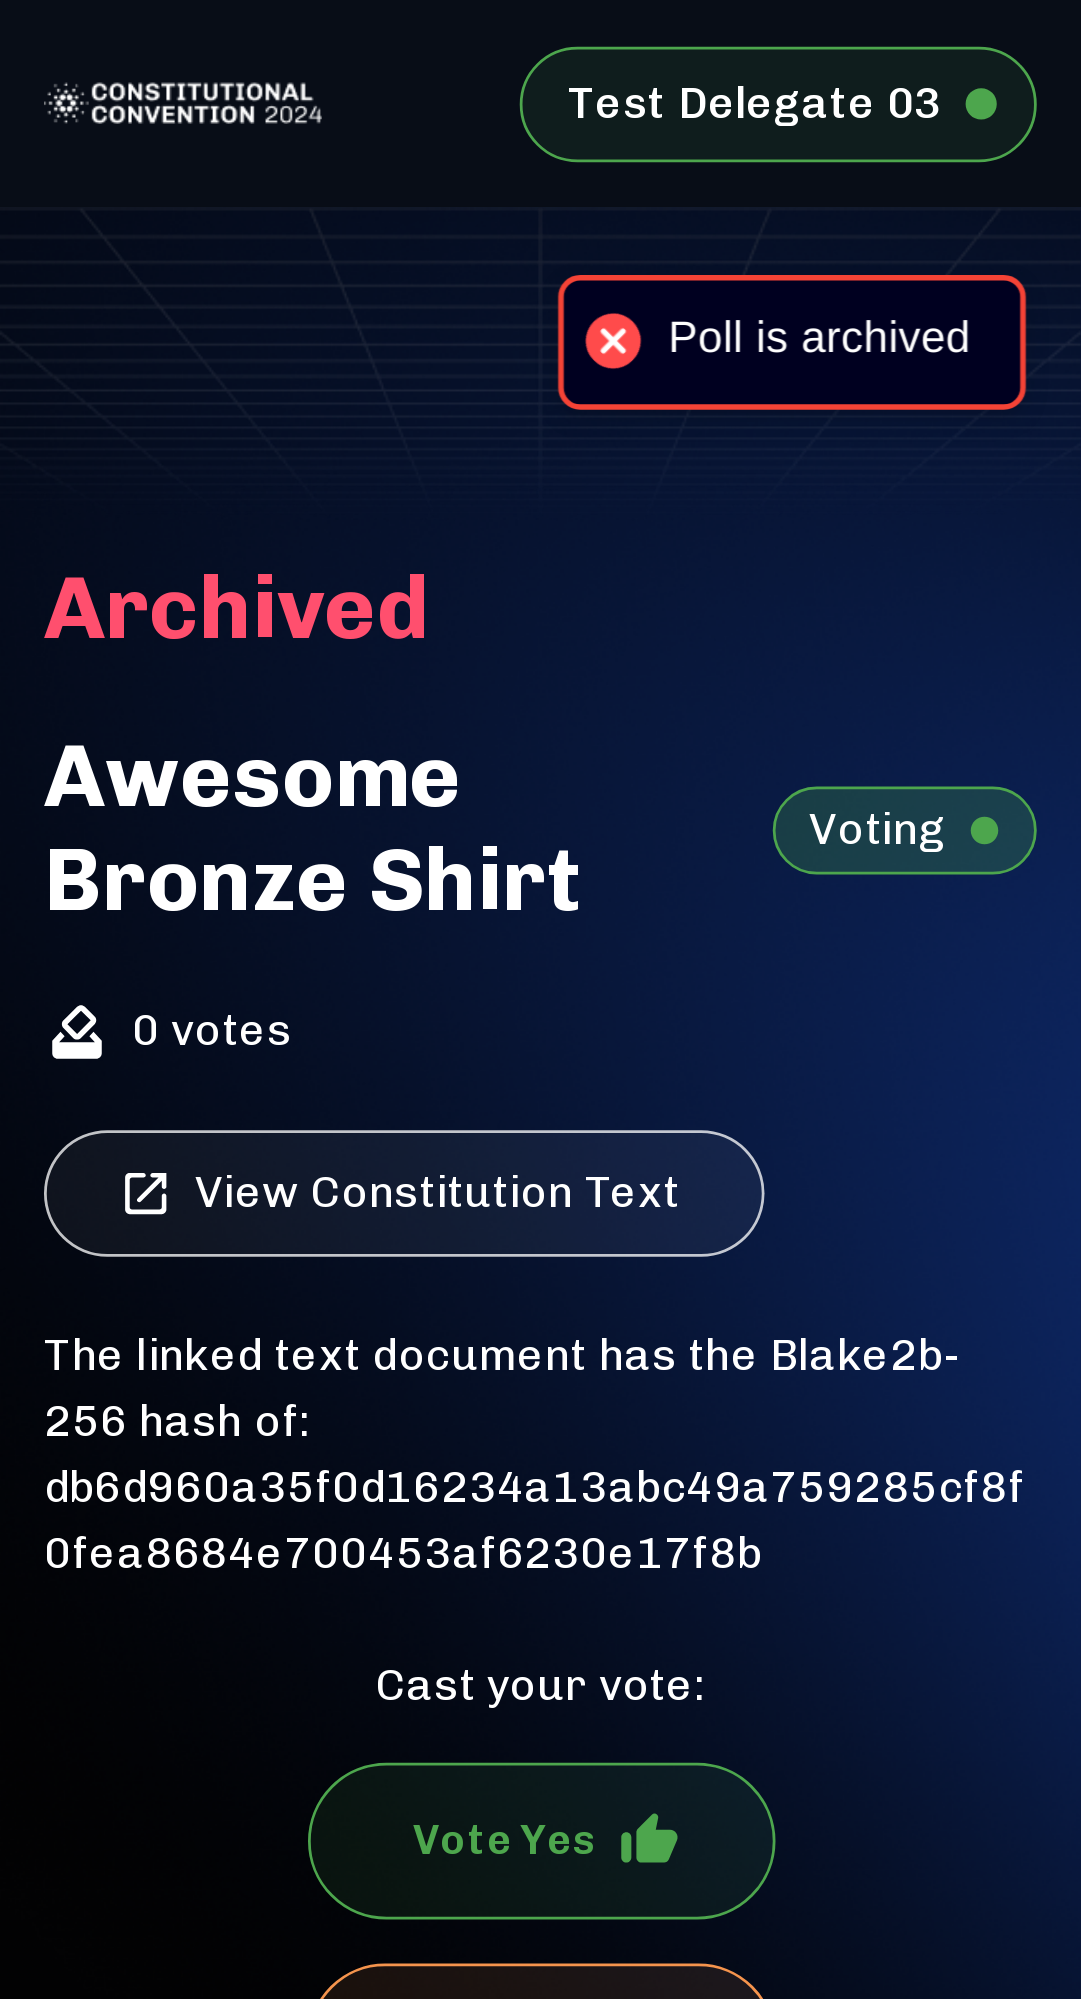 CONSTITUTIONAL
CONVENTION 2024
Test Delegate 03
Poll is archived
Archived
Awesome
Bronze Shirt
Voting
0 votes
View Constitution Text
The linked text document has the Blake2b-
256 hash of:
db6d960a35f0d16234a13abc49a759285cf8f
0fea8684e700453af6230e17f8b
Cast your vote:
Vote Yes